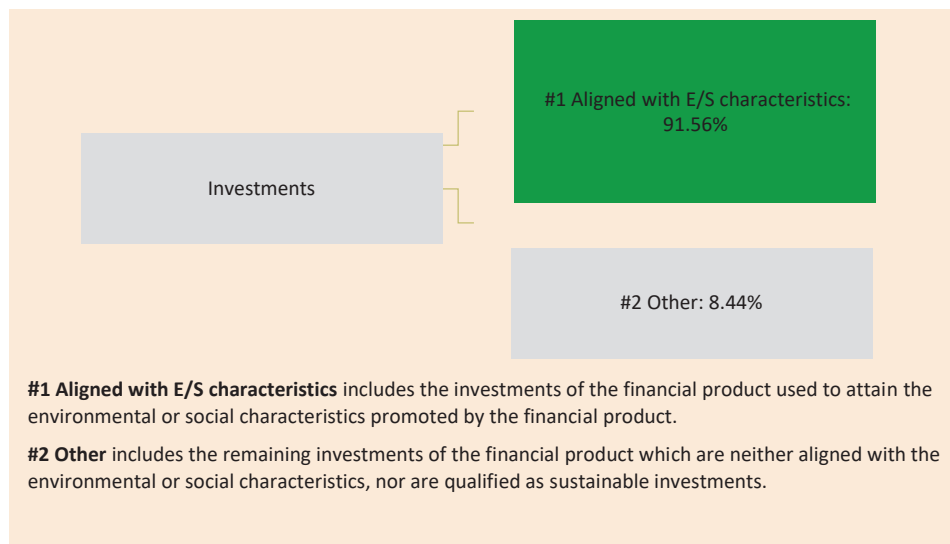 #1 Aligned with E/S characteristics:
91.56%
Investments
#2 Other: 8.44%
#1 Aligned with E/S characteristics includes the investments of the financial product used to attain the
environmental or social characteristics promoted by the financial product.
#2 Other includes the remaining investments of the financial product which are neither aligned with the
environmental or social characteristics, nor are qualified as sustainable investments.